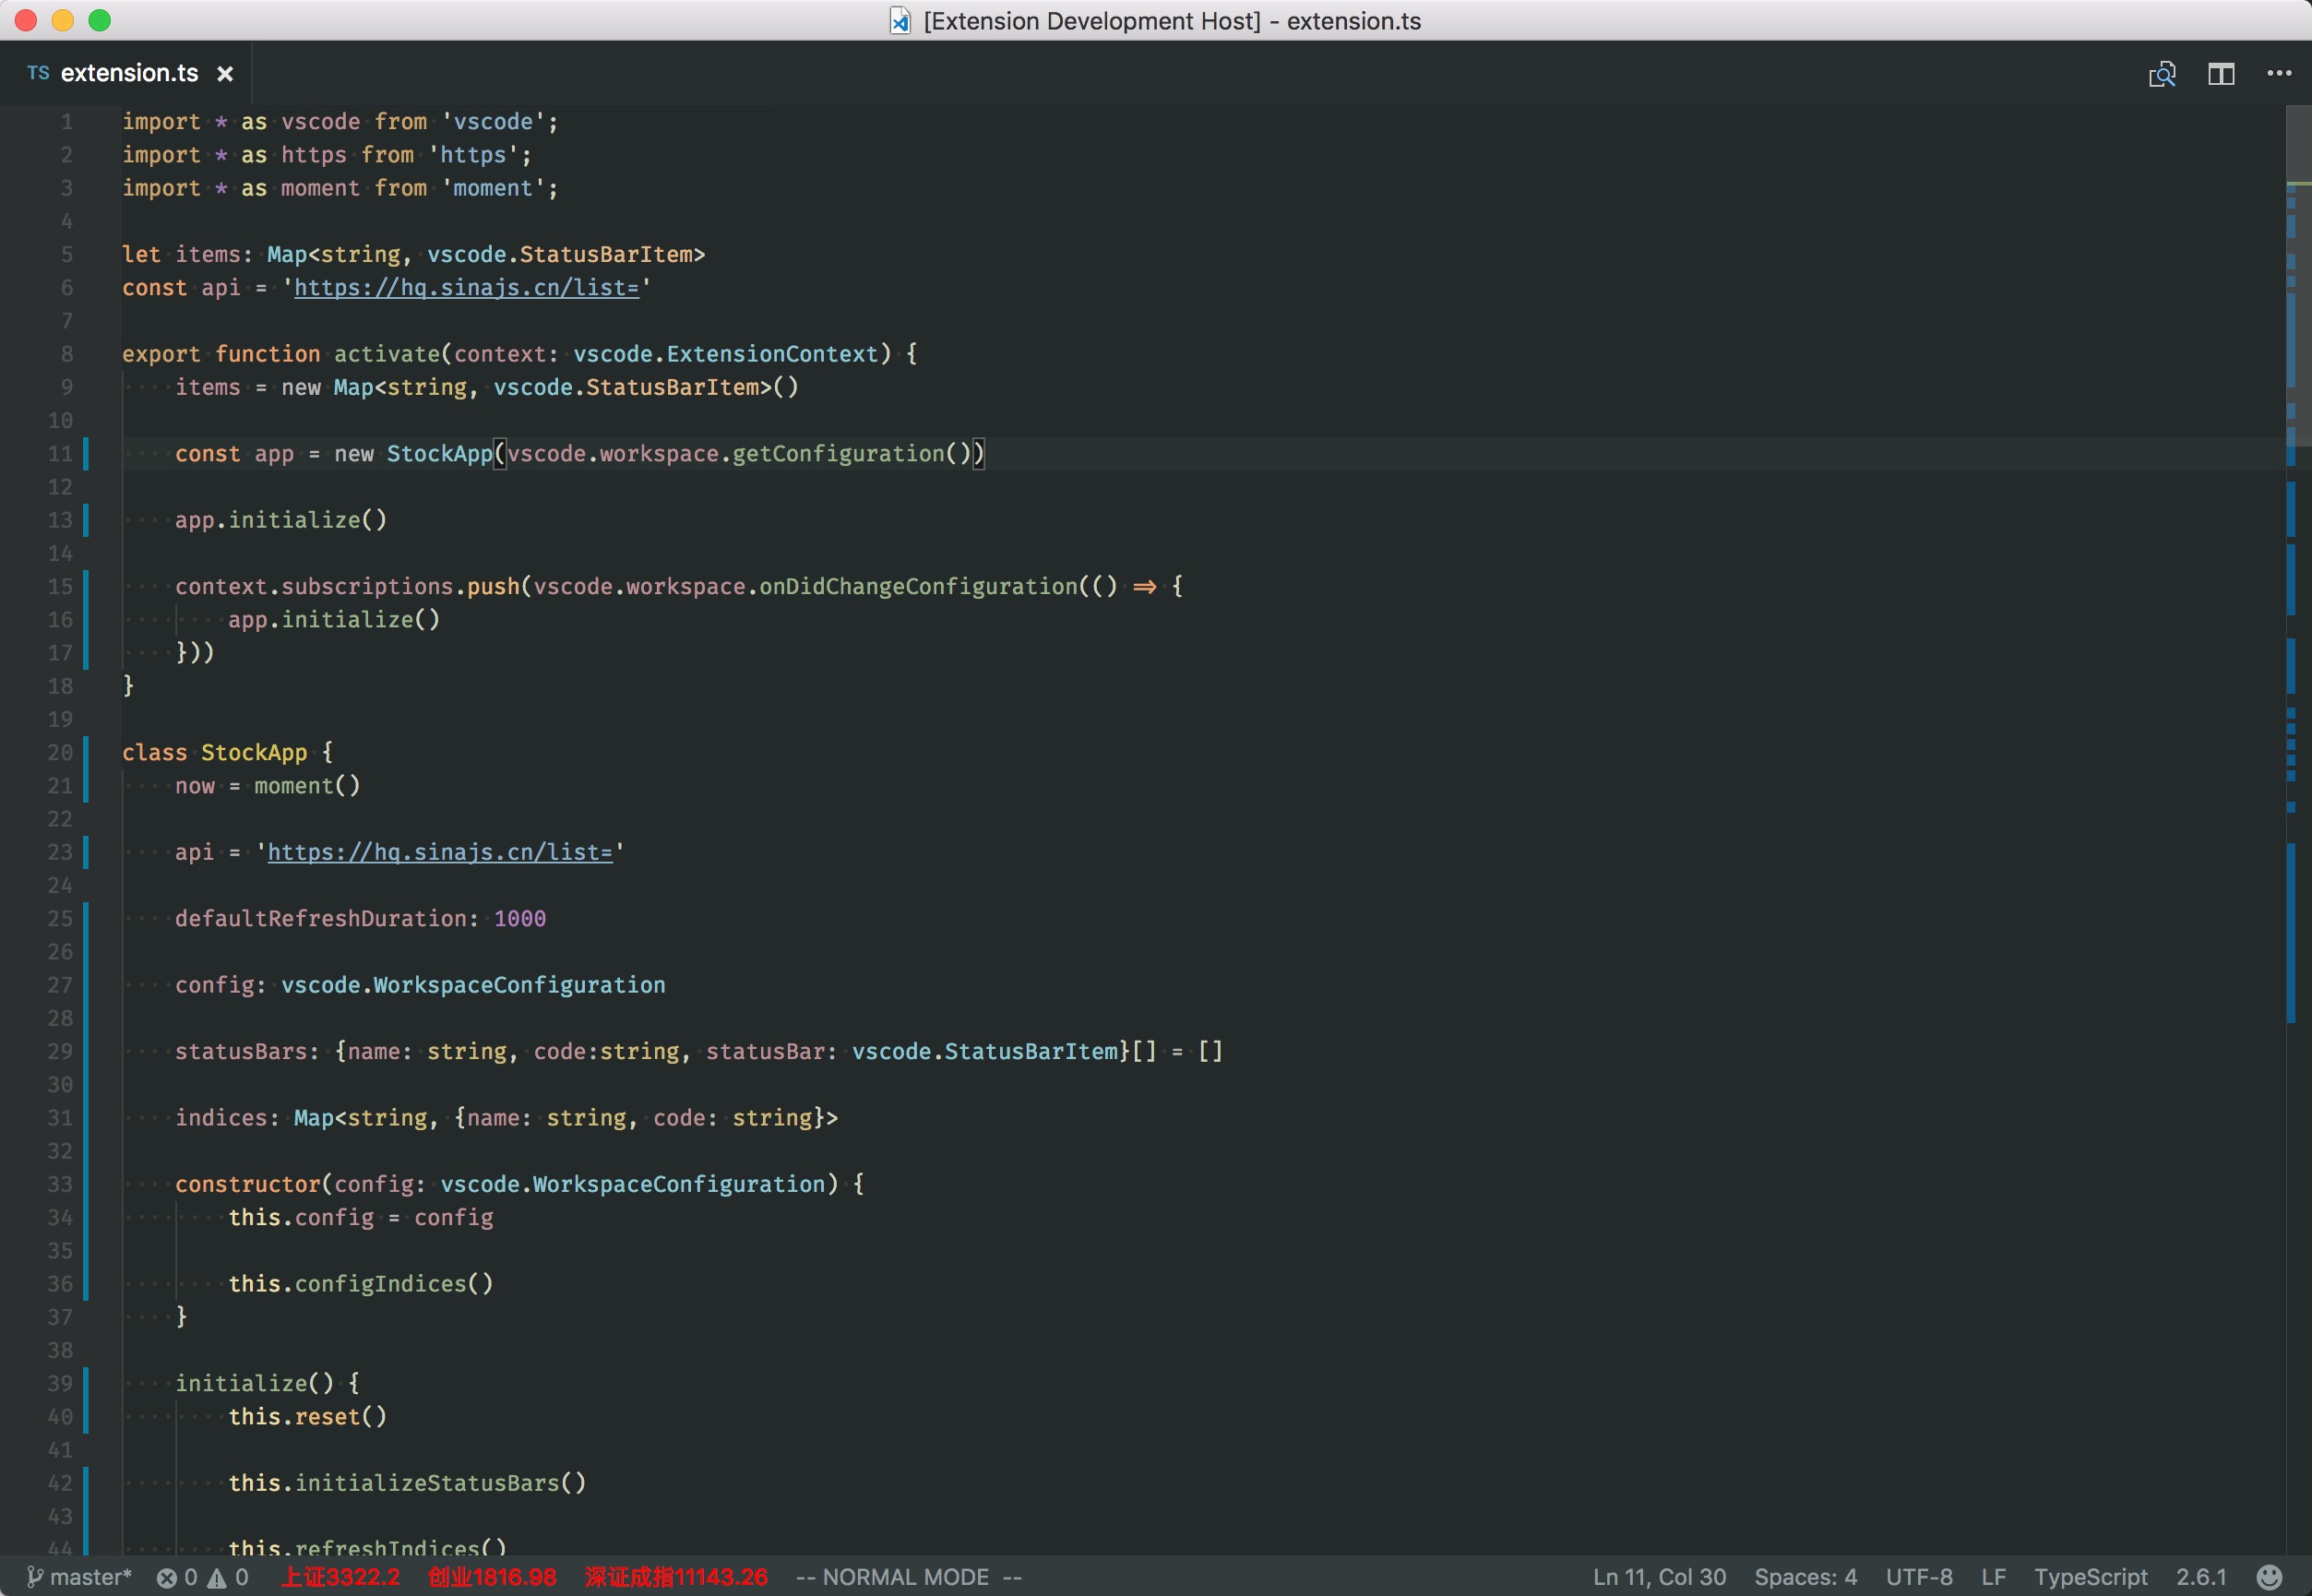 [Extension Development Host] - extension.ts
TS extension.ts
1 import * as vscode from 'vscode';
2 import * as https from 'https';
3 import * as moment from 'moment';
4
5 let items: Map<string, vscode.StatusBarItem>
6 const api = 'https://hq.sinajs.cn/list='
7
8 export function activate(context: vscode.ExtensionContext) {
9     items = new Map<string, vscode.StatusBarItem>()
10
11     const app = new StockApp(vscode.workspace.getConfiguration())
12
13     app.initialize()
14
15     context.subscriptions.push(vscode.workspace.onDidChangeConfiguration(() => {
16         app.initialize()
17     }))
18 }
19
20 class StockApp {
21     now = moment()
22
23     api = 'https://hq.sinajs.cn/list='
24
25     defaultRefreshDuration: 1000
26
27     config: vscode.WorkspaceConfiguration
28
29     statusBars: {name: string, code:string, statusBar: vscode.StatusBarItem}[] = []
30
31     indices: Map<string, {name: string, code: string}>
32
33     constructor(config: vscode.WorkspaceConfiguration) {
34         this.config = config
35
36         this.configIndices()
37     }
38
39     initialize() {
40         this.reset()
41
42         this.initializeStatusBars()
43
44         this.refreshIndices()
master* 0 0 上证3322.2 创业1816.98 深证成指11143.26 -- NORMAL MODE -- Ln 11, Col 30 Spaces: 4 UTF-8 LF TypeScript 2.6.1